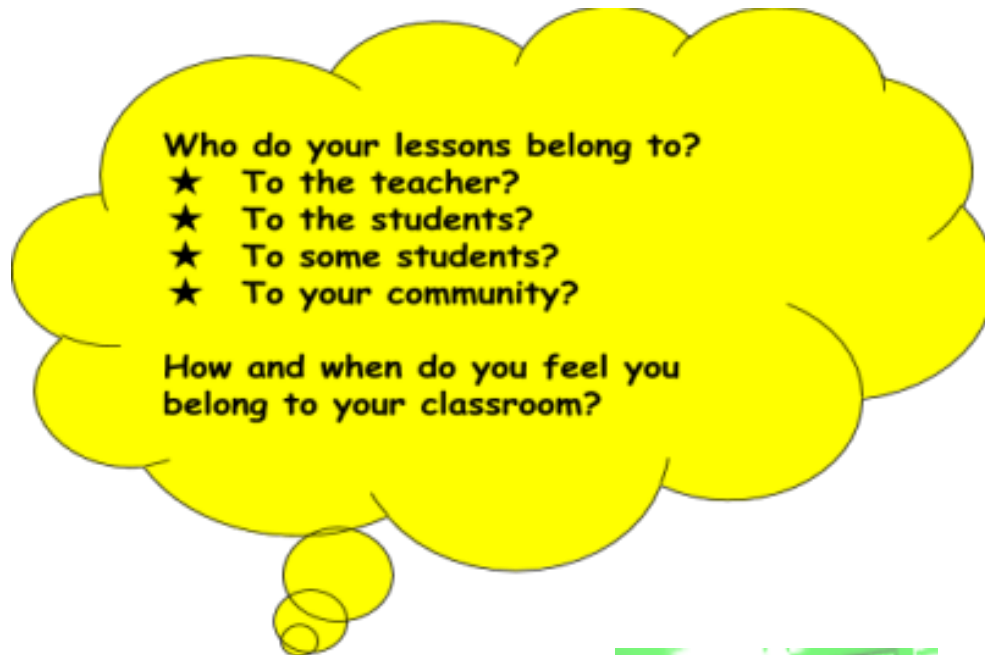 Who do your lessons belong to?
★ To the teacher?
★ To the students?
★ To some students?
★ To your community?
How and when do you feel you
belong to your classroom?